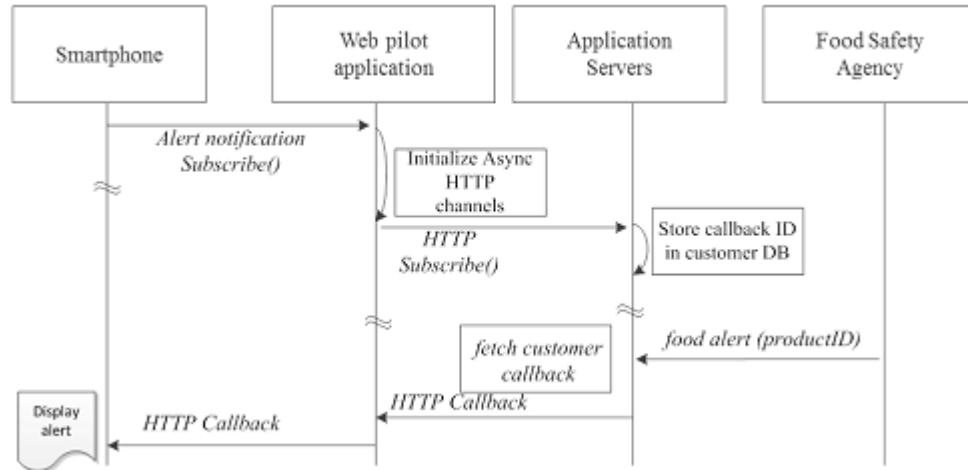 Smartphone
Web pilot
application
Application
Servers
Food Safety
Agency
Alert notification
Subscribe()
Initialize Async
HTTP
channels
HTTP
Subscribe()
Store callback ID
in customer DB
food alert (productID)
fetch customer
callback
HTTP Callback
Display
alert
HTTP Callback